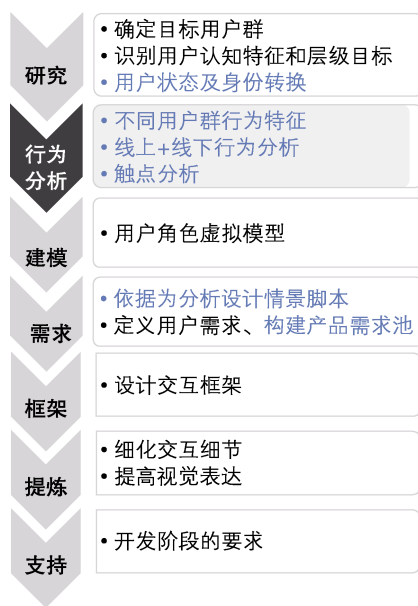 研究
• 确定目标用户群
• 识别用户认知特征和层级目标
• 用户状态及身份转换
行为
分析
• 不同用户群行为特征
• 线上+线下行为分析
• 触点分析
建模
• 用户角色虚拟模型
需求
• 依据为分析设计情景脚本
• 定义用户需求、构建产品需求池
框架
• 设计交互框架
提炼
• 细化交互细节
• 提高视觉表达
支持
• 开发阶段的要求